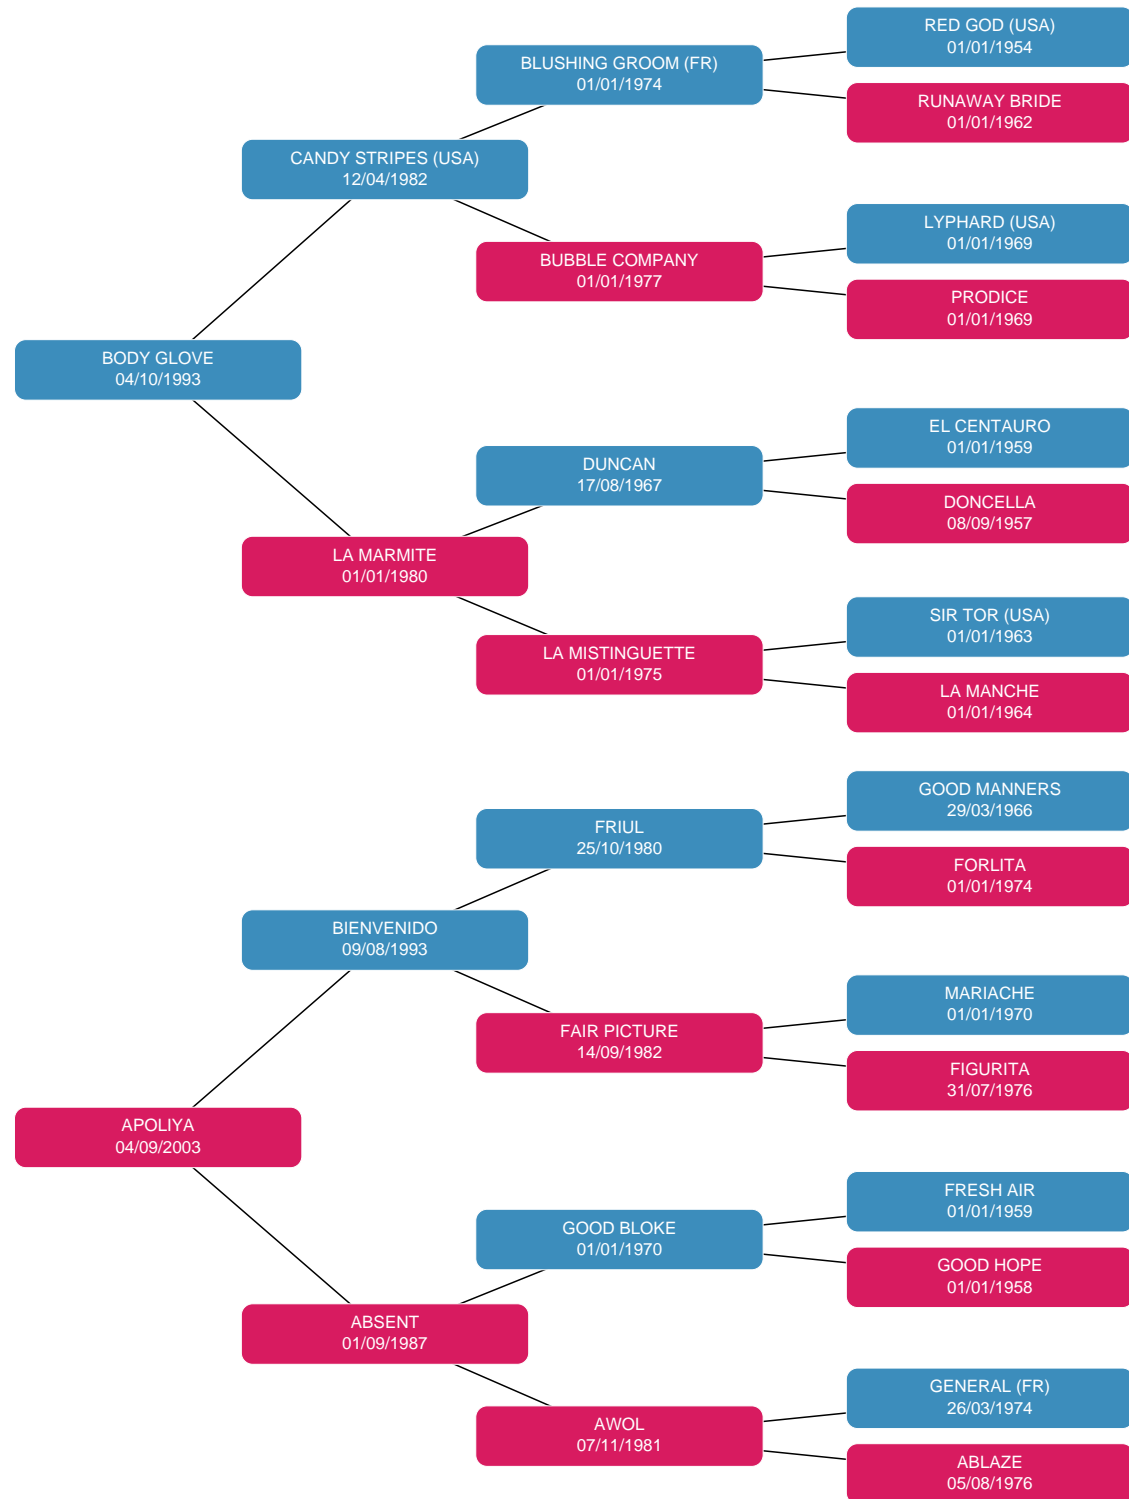 RED GOD (USA)
01/01/1954
BLUSHING GROOM (FR)
01/01/1974
RUNAWAY BRIDE
01/01/1962
CANDY STRIPES (USA)
12/04/1982
LYPHARD (USA)
01/01/1969
BUBBLE COMPANY
01/01/1977
PRODICE
01/01/1969
BODY GLOVE
04/10/1993
EL CENTAURO
01/01/1959
DUNCAN
17/08/1967
DONCELLA
08/09/1957
LA MARMITE
01/01/1980
SIR TOR (USA)
01/01/1963
LA MISTINGUETTE
01/01/1975
LA MANCHE
01/01/1964
GOOD MANNERS
29/03/1966
FRIUL
25/10/1980
FORLITA
01/01/1974
BIENVENIDO
09/08/1993
MARIACHE
01/01/1970
FAIR PICTURE
14/09/1982
FIGURITA
31/07/1976
APOLIYA
04/09/2003
FRESH AIR
01/01/1959
GOOD BLOKE
01/01/1970
GOOD HOPE
01/01/1958
ABSENT
01/09/1987
GENERAL (FR)
26/03/1974
AWOL
07/11/1981
ABLAZE
05/08/1976